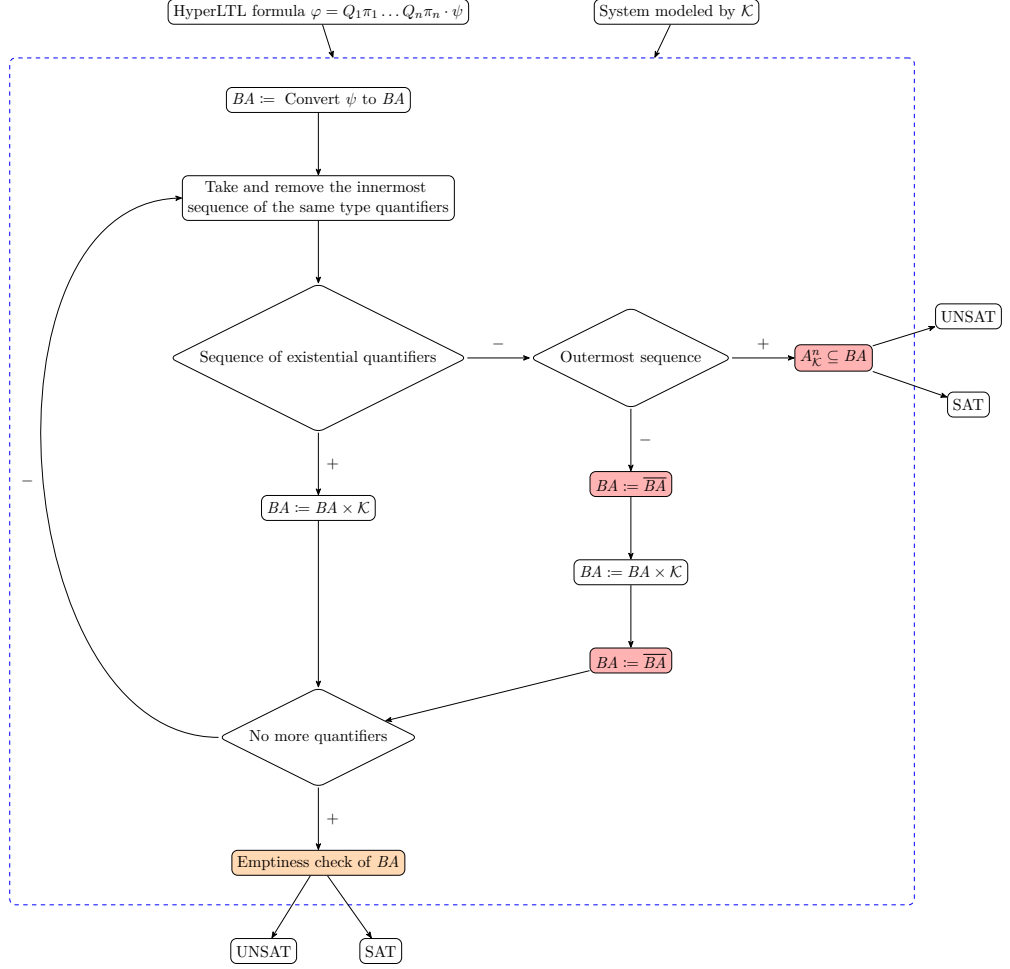 HyperLTL formula φ = Q₁π₁ … Qₙπₙ · ψ
System modeled by 𝒦
BA := Convert ψ to BA
Take and remove the innermost
sequence of the same type quantifiers
Sequence of existential quantifiers
−
Outermost sequence
+
A^n_𝒦 ⊆ BA
UNSAT
SAT
+
−
BA := B̅A̅
−
BA := BA × 𝒦
BA := BA × 𝒦
BA := B̅A̅
No more quantifiers
+
Emptiness check of BA
UNSAT
SAT